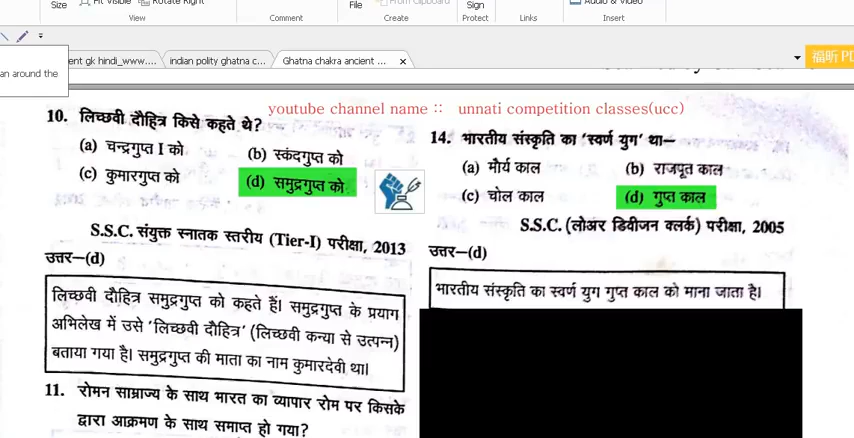 Size
Fit Visible
Rotate Right
View
Comment
File
From Clipboard
Create
Sign
Protect
Links
Audio & Video
Insert
an around the
ent gk hindi_www....
indian polity ghatna c...
Ghatna chakra ancient ...
福昕PD
youtube channel name :: unnati competition classes(ucc)
10. लिच्छवी दौहित्र किसे कहते थे?
(a) चन्द्रगुप्त I को
(b) स्कंदगुप्त को
(c) कुमारगुप्त को
(d) समुद्रगुप्त को
S.S.C. संयुक्त स्नातक स्तरीय (Tier-I) परीक्षा, 2013
उत्तर—(d)
लिच्छवी दौहित्र समुद्रगुप्त को कहते हैं। समुद्रगुप्त के प्रयाग
अभिलेख में उसे 'लिच्छवी दौहित्र' (लिच्छवी कन्या से उत्पन्न)
बताया गया है। समुद्रगुप्त की माता का नाम कुमारदेवी था।
11. रोमन साम्राज्य के साथ भारत का व्यापार रोम पर किसके
द्वारा आक्रमण के साथ समाप्त हो गया?
14. भारतीय संस्कृति का 'स्वर्ण युग' था—
(a) मौर्य काल
(b) राजपूत काल
(c) चोल काल
(d) गुप्त काल
S.S.C. (लोअर डिवीजन क्लर्क) परीक्षा, 2005
उत्तर—(d)
भारतीय संस्कृति का स्वर्ण युग गुप्त काल को माना जाता है।